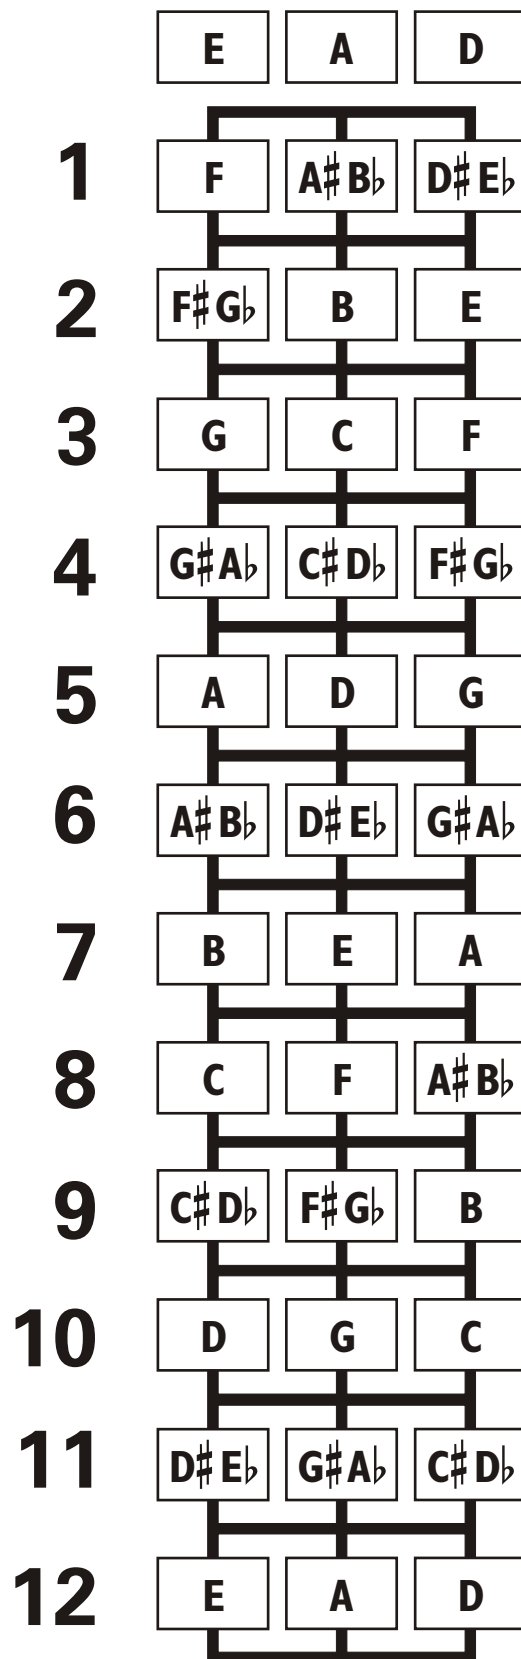 E A D
1 F A♯B♭ D♯E♭
2 F♯G♭ B E
3 G C F
4 G♯A♭ C♯D♭ F♯G♭
5 A D G
6 A♯B♭ D♯E♭ G♯A♭
7 B E A
8 C F A♯B♭
9 C♯D♭ F♯G♭ B
10 D G C
11 D♯E♭ G♯A♭ C♯D♭
12 E A D